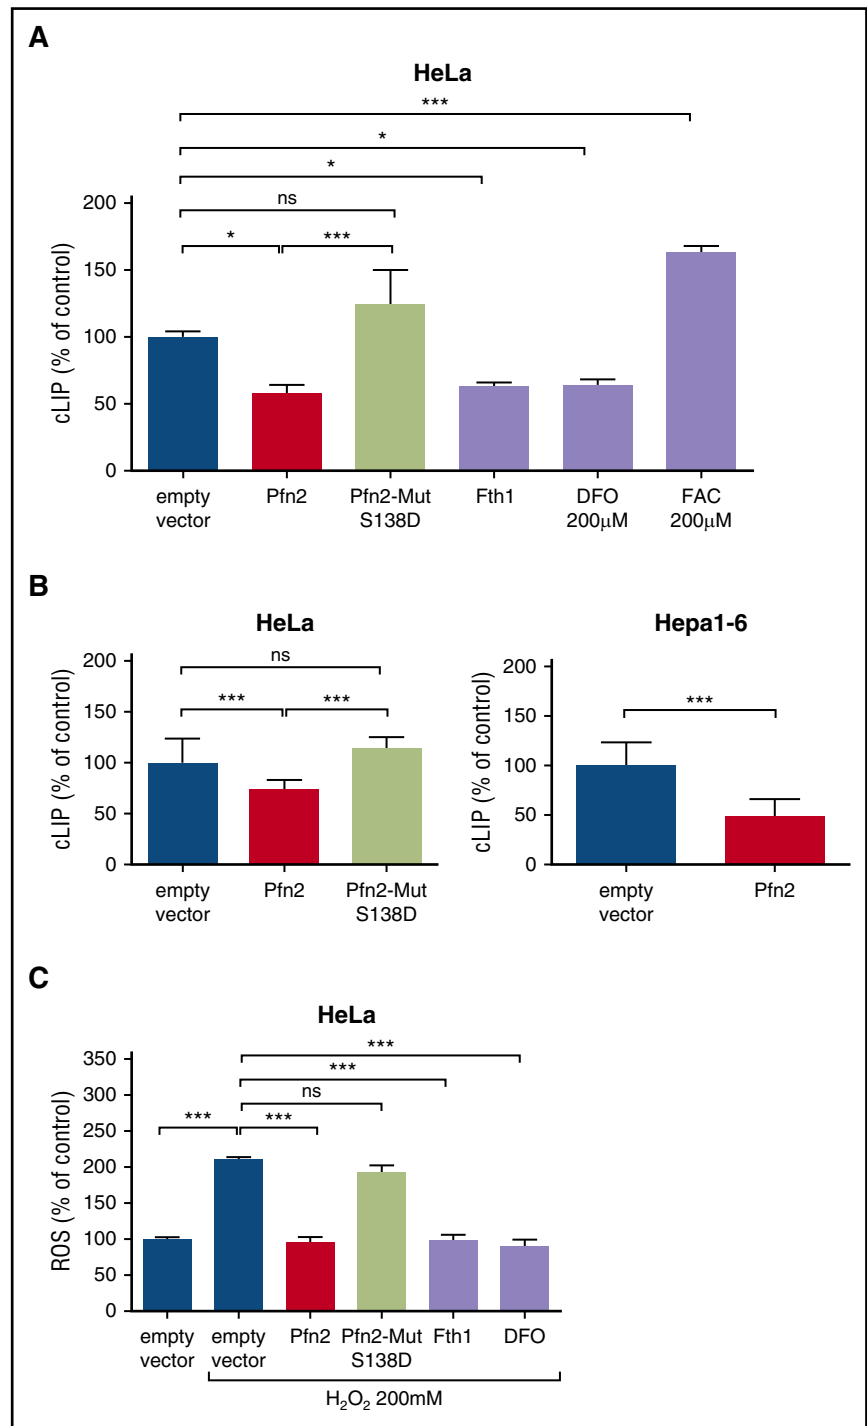 A
HeLa
***
*
*
ns
* ***
200
150
100
50
0
cLIP (% of control)
empty vector
Pfn2
Pfn2-Mut S138D
Fth1
DFO 200μM
FAC 200μM
B
HeLa
ns
*** ***
200
150
100
50
0
cLIP (% of control)
empty vector
Pfn2
Pfn2-Mut S138D
Hepa1-6
***
200
150
100
50
0
cLIP (% of control)
empty vector
Pfn2
C
HeLa
***
***
ns
*** ***
350
300
250
200
150
100
50
0
ROS (% of control)
empty vector
empty vector
Pfn2
Pfn2-Mut S138D
Fth1
DFO
H₂O₂ 200mM